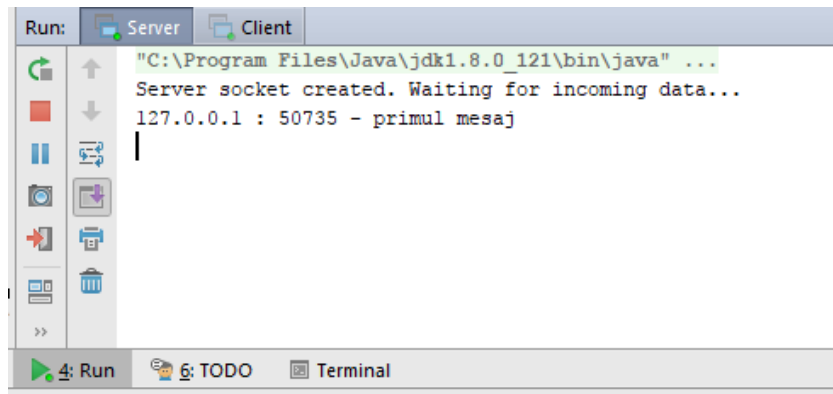 Run: Server Client
"C:\Program Files\Java\jdk1.8.0_121\bin\java" ...
Server socket created. Waiting for incoming data...
127.0.0.1 : 50735 - primul mesaj
4: Run 6: TODO Terminal